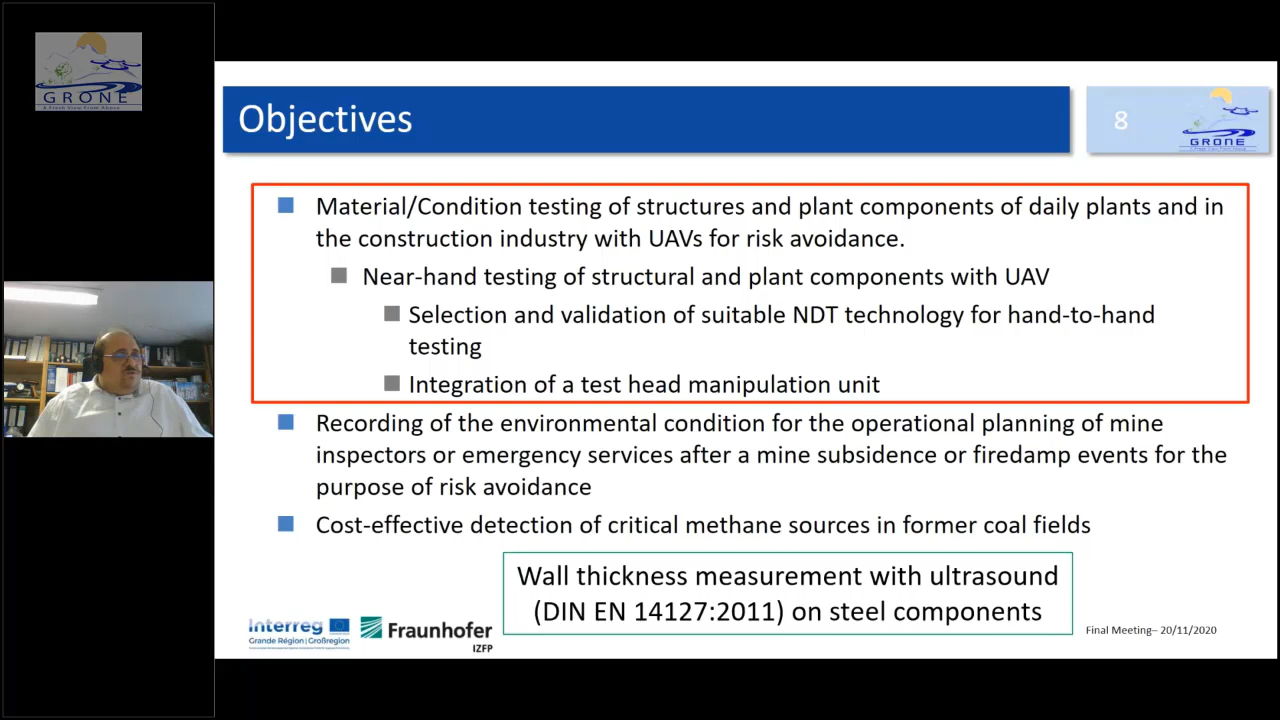 GRONE
A Fresh View From Above
Objectives
8
GRONE
Material/Condition testing of structures and plant components of daily plants and in
the construction industry with UAVs for risk avoidance.
Near-hand testing of structural and plant components with UAV
Selection and validation of suitable NDT technology for hand-to-hand
testing
Integration of a test head manipulation unit
Recording of the environmental condition for the operational planning of mine
inspectors or emergency services after a mine subsidence or firedamp events for the
purpose of risk avoidance
Cost-effective detection of critical methane sources in former coal fields
Wall thickness measurement with ultrasound
(DIN EN 14127:2011) on steel components
Interreg
Grande Région | Großregion
Fraunhofer
IZFP
Final Meeting– 20/11/2020